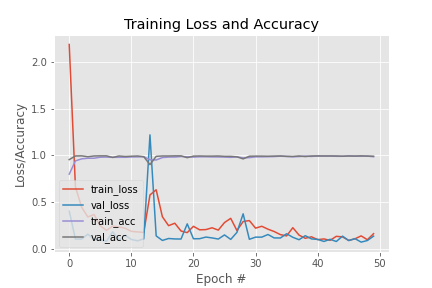 Training Loss and Accuracy
Loss/Accuracy
2.0
1.5
1.0
0.5
0.0
train_loss
val_loss
train_acc
val_acc
0 10 20 30 40 50
Epoch #